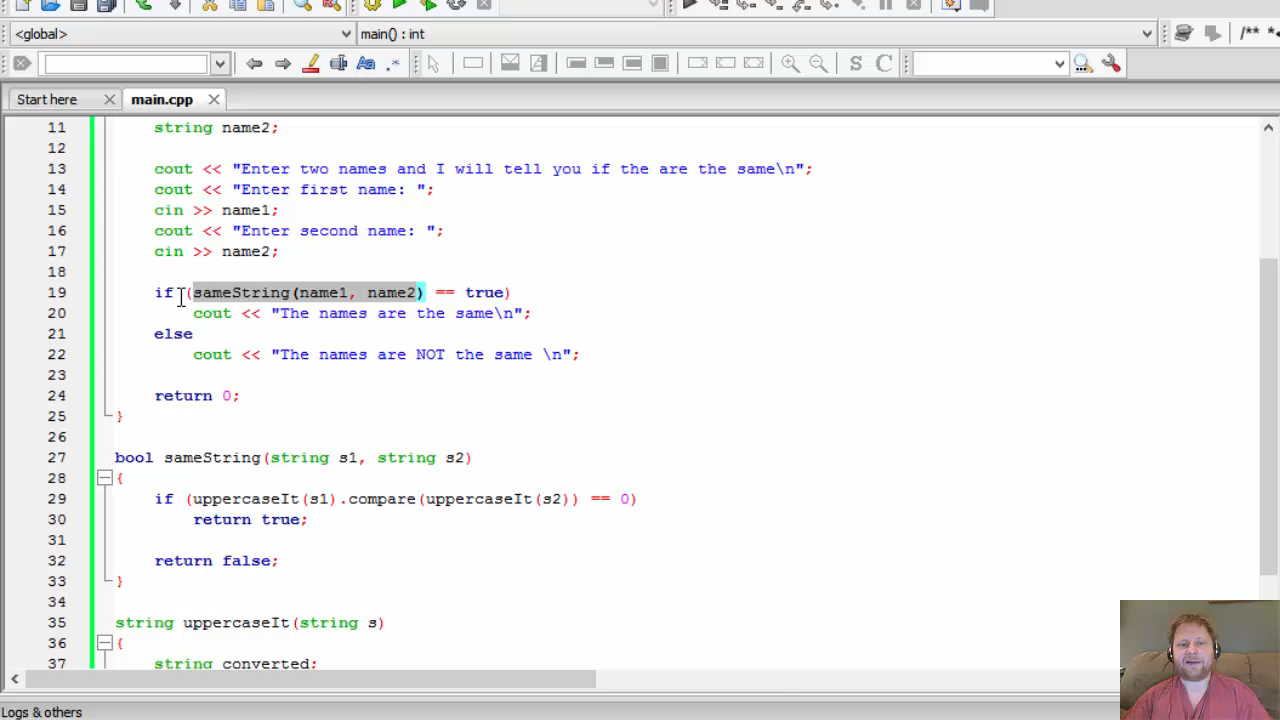 <global>
main() : int
/** *<
Aa .*
S C
Start here
main.cpp
11 string name2;
12
13 cout << "Enter two names and I will tell you if the are the same\n";
14 cout << "Enter first name: ";
15 cin >> name1;
16 cout << "Enter second name: ";
17 cin >> name2;
18
19 if (sameString(name1, name2) == true)
20 cout << "The names are the same\n";
21 else
22 cout << "The names are NOT the same \n";
23
24 return 0;
25 }
26
27 bool sameString(string s1, string s2)
28 {
29 if (uppercaseIt(s1).compare(uppercaseIt(s2)) == 0)
30 return true;
31
32 return false;
33 }
34
35 string uppercaseIt(string s)
36 {
37 string converted;
Logs & others